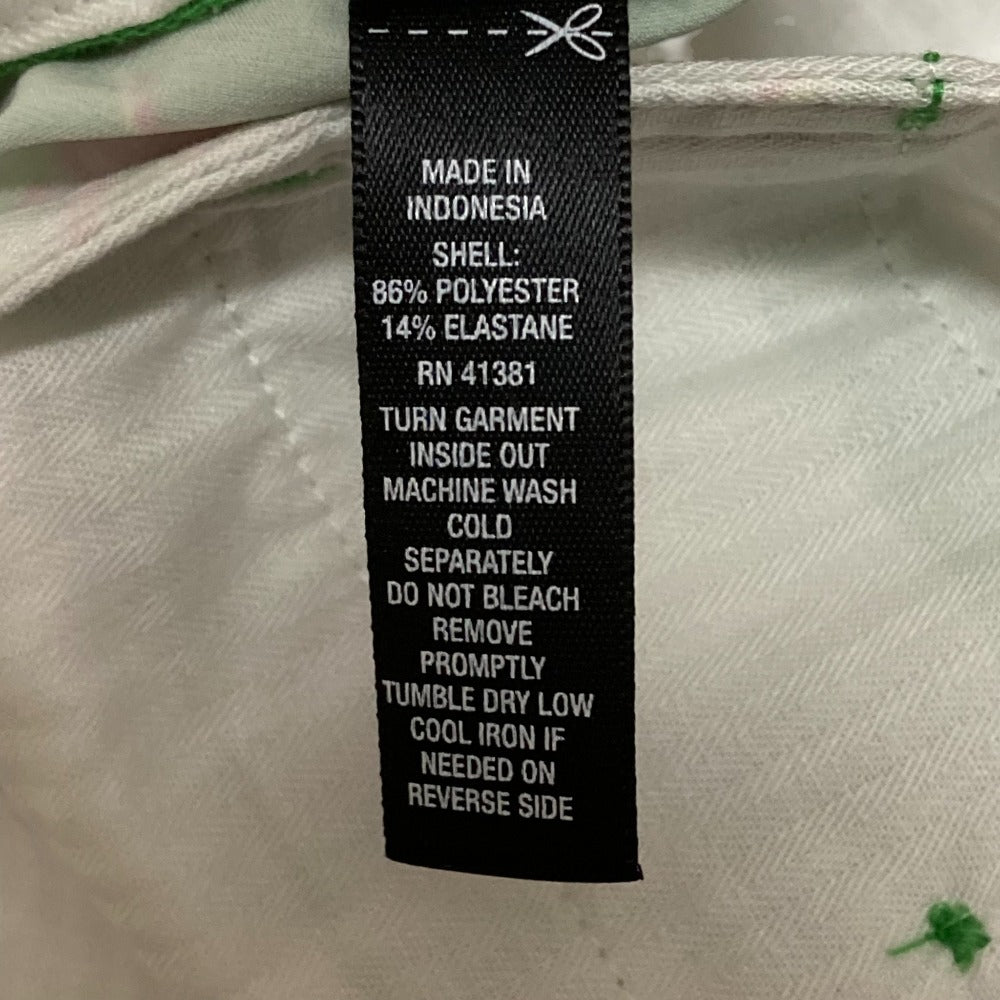 MADE IN
INDONESIA
SHELL:
86% POLYESTER
14% ELASTANE
RN 41381
TURN GARMENT
INSIDE OUT
MACHINE WASH
COLD
SEPARATELY
DO NOT BLEACH
REMOVE
PROMPTLY
TUMBLE DRY LOW
COOL IRON IF
NEEDED ON
REVERSE SIDE